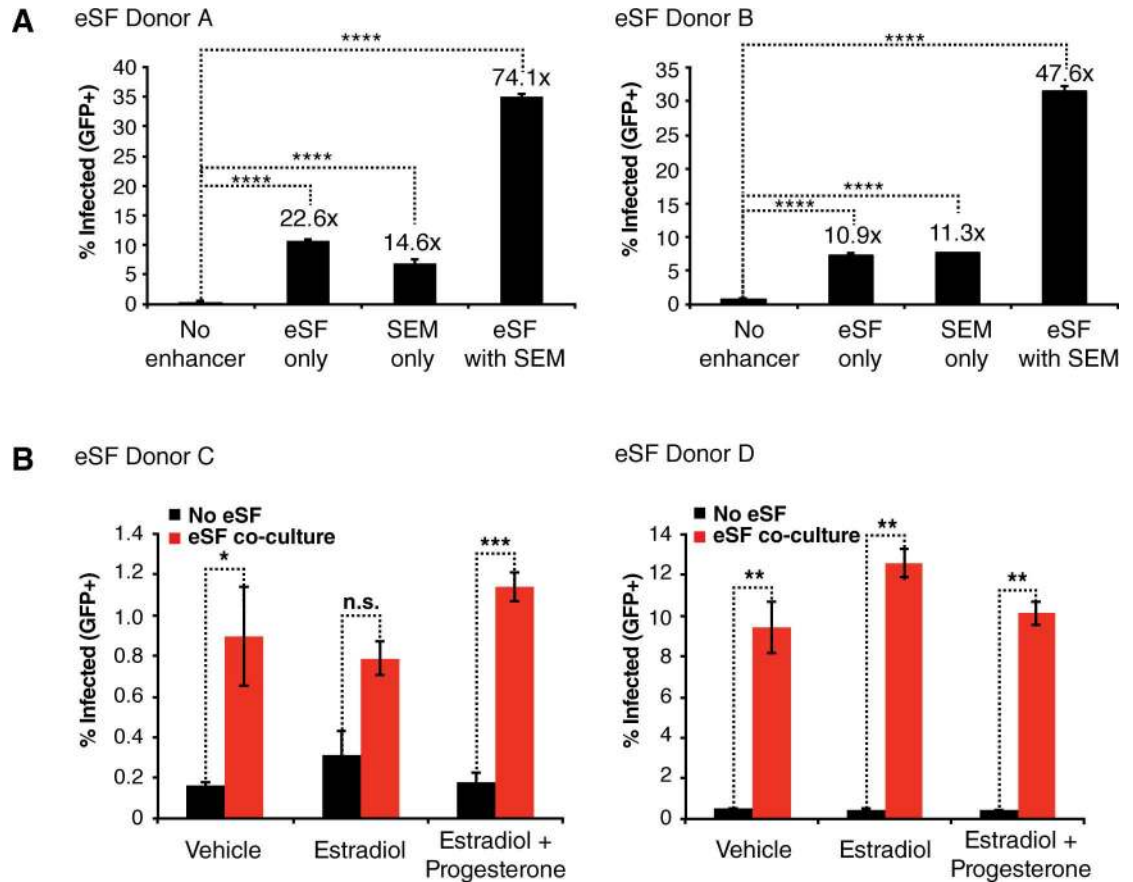 A
eSF Donor A
% Infected (GFP+)
40
35
30
25
20
15
10
5
0
****
****
****
22.6x
14.6x
74.1x
No enhancer
eSF only
SEM only
eSF with SEM
eSF Donor B
% Infected (GFP+)
35
30
25
20
15
10
5
0
****
****
****
10.9x
11.3x
47.6x
No enhancer
eSF only
SEM only
eSF with SEM
B
eSF Donor C
No eSF
eSF co-culture
% Infected (GFP+)
1.4
1.2
1.0
0.8
0.6
0.4
0.2
0
*
n.s.
***
Vehicle
Estradiol
Estradiol +
Progesterone
eSF Donor D
No eSF
eSF co-culture
% Infected (GFP+)
14
12
10
8
6
4
2
0
**
**
**
Vehicle
Estradiol
Estradiol +
Progesterone